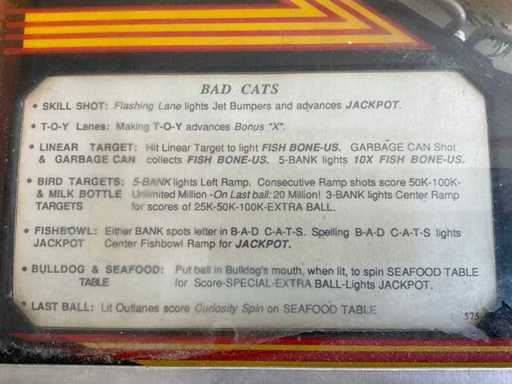 BAD CATS
• SKILL SHOT: Flashing Lane lights Jet Bumpers and advances JACKPOT.
• T-O-Y Lanes: Making T-O-Y advances Bonus "X".
• LINEAR TARGET: Hit Linear Target to light FISH BONE-US. GARBAGE CAN Shot
& GARBAGE CAN collects FISH BONE-US. 5-BANK lights 10X FISH BONE-US.
• BIRD TARGETS: 5-BANK lights Left Ramp. Consecutive Ramp shots score 50K-100K-
& MILK BOTTLE Unlimited Million -On Last ball: 20 Million! 3-BANK lights Center Ramp
TARGETS for scores of 25K-50K-100K-EXTRA BALL.
• FISHBOWL: Either BANK spots letter in B-A-D C-A-T-S. Spelling B-A-D C-A-T-S lights
JACKPOT Center Fishbowl Ramp for JACKPOT.
• BULLDOG & SEAFOOD: Put ball in Bulldog's mouth, when lit, to spin SEAFOOD TABLE
TABLE for Score-SPECIAL-EXTRA BALL-Lights JACKPOT.
• LAST BALL: Lit Outlanes score Curiosity Spin on SEAFOOD TABLE
575